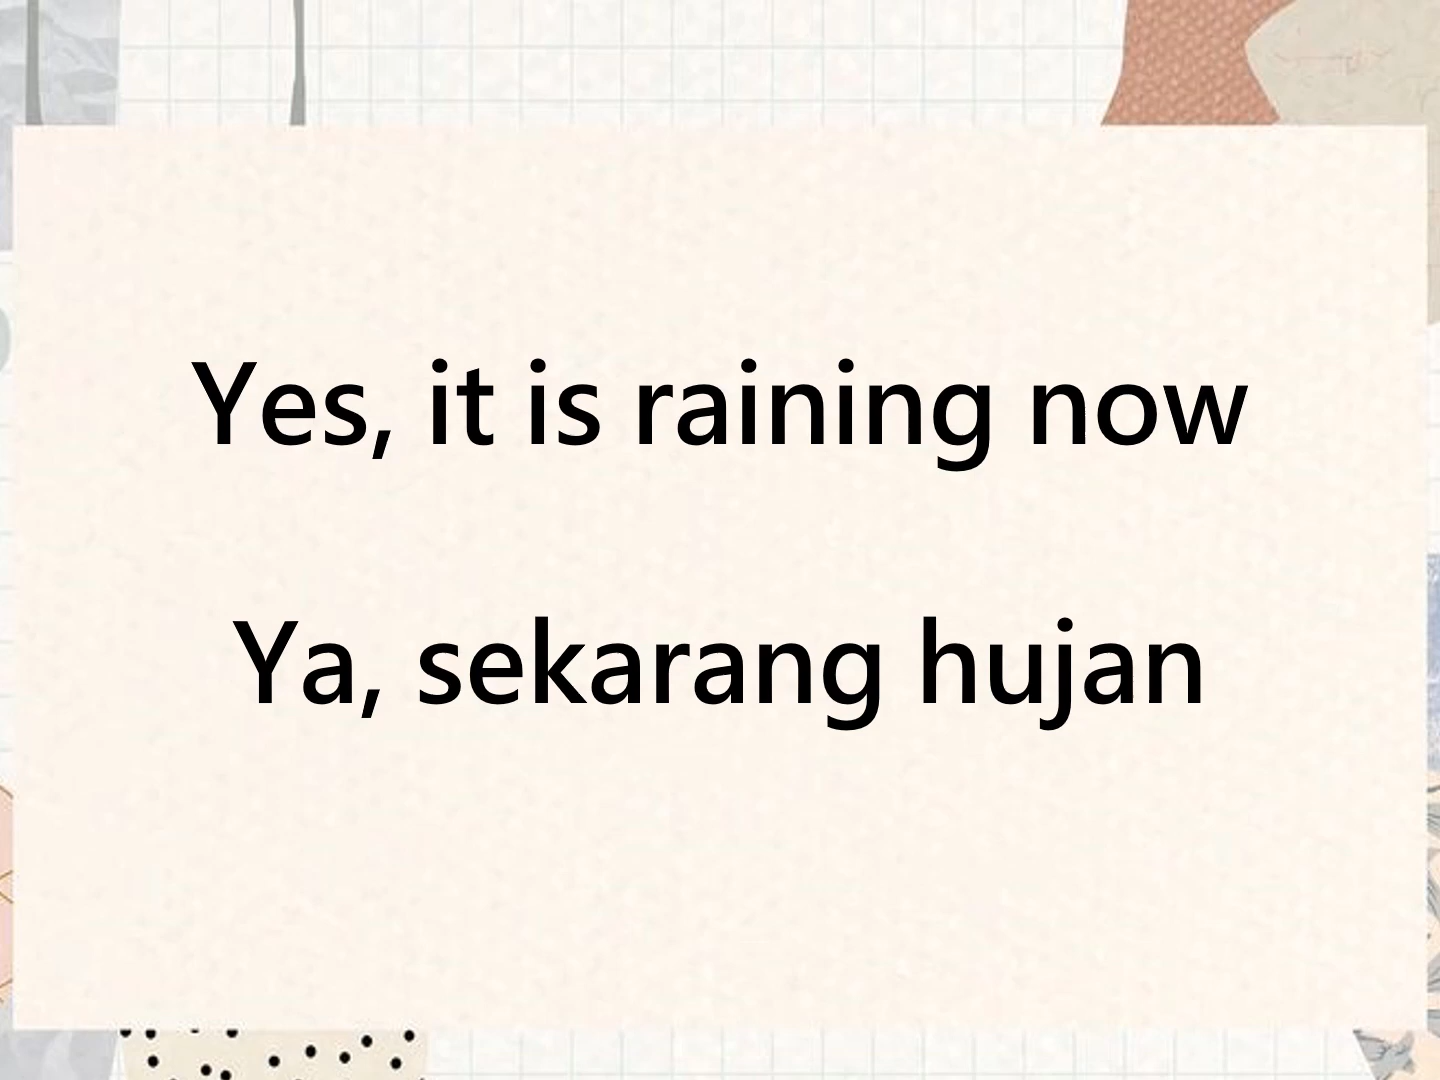 Yes, it is raining now
Ya, sekarang hujan